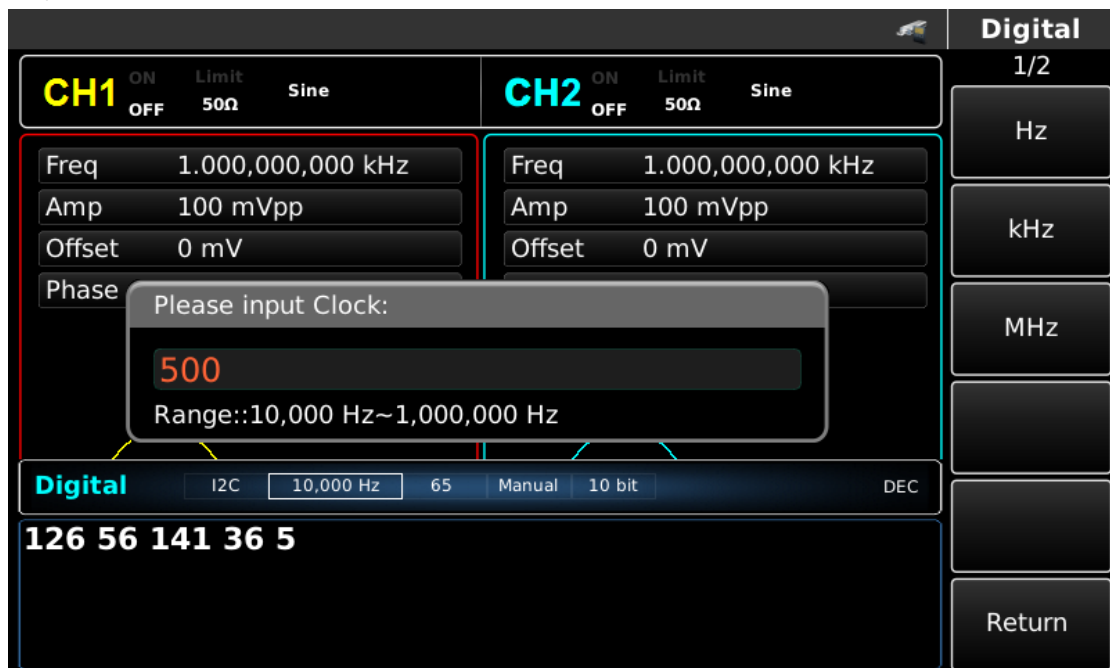 Digital
1/2
CH1 ON OFF Limit 50Ω Sine
CH2 ON OFF Limit 50Ω Sine
Freq 1.000,000,000 kHz
Amp 100 mVpp
Offset 0 mV
Phase
Freq 1.000,000,000 kHz
Amp 100 mVpp
Offset 0 mV
Please input Clock:
500
Range::10,000 Hz~1,000,000 Hz
Digital I2C 10,000 Hz 65 Manual 10 bit DEC
126 56 141 36 5
Hz
kHz
MHz
Return